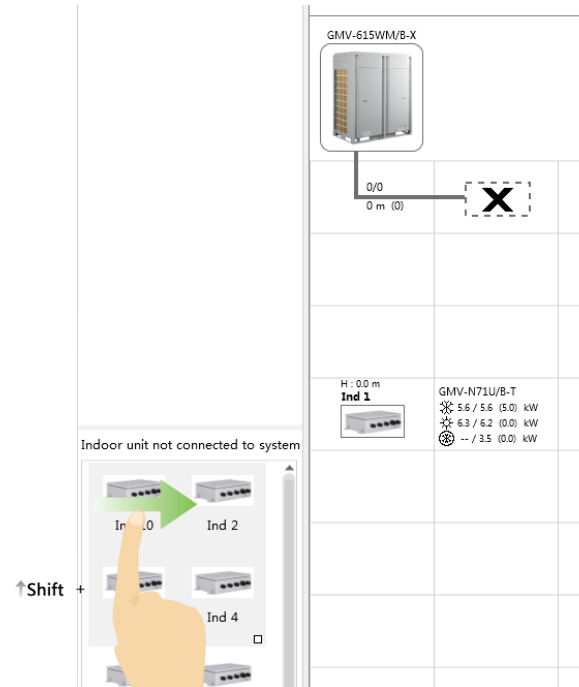 GMV-615WM/B-X
0/0
0 m (0)
H : 0.0 m
Ind 1
GMV-N71U/B-T
5.6 / 5.6 (5.0) kW
6.3 / 6.2 (0.0) kW
-- / 3.5 (0.0) kW
Indoor unit not connected to system
Ind 2
Shift +
Ind 4